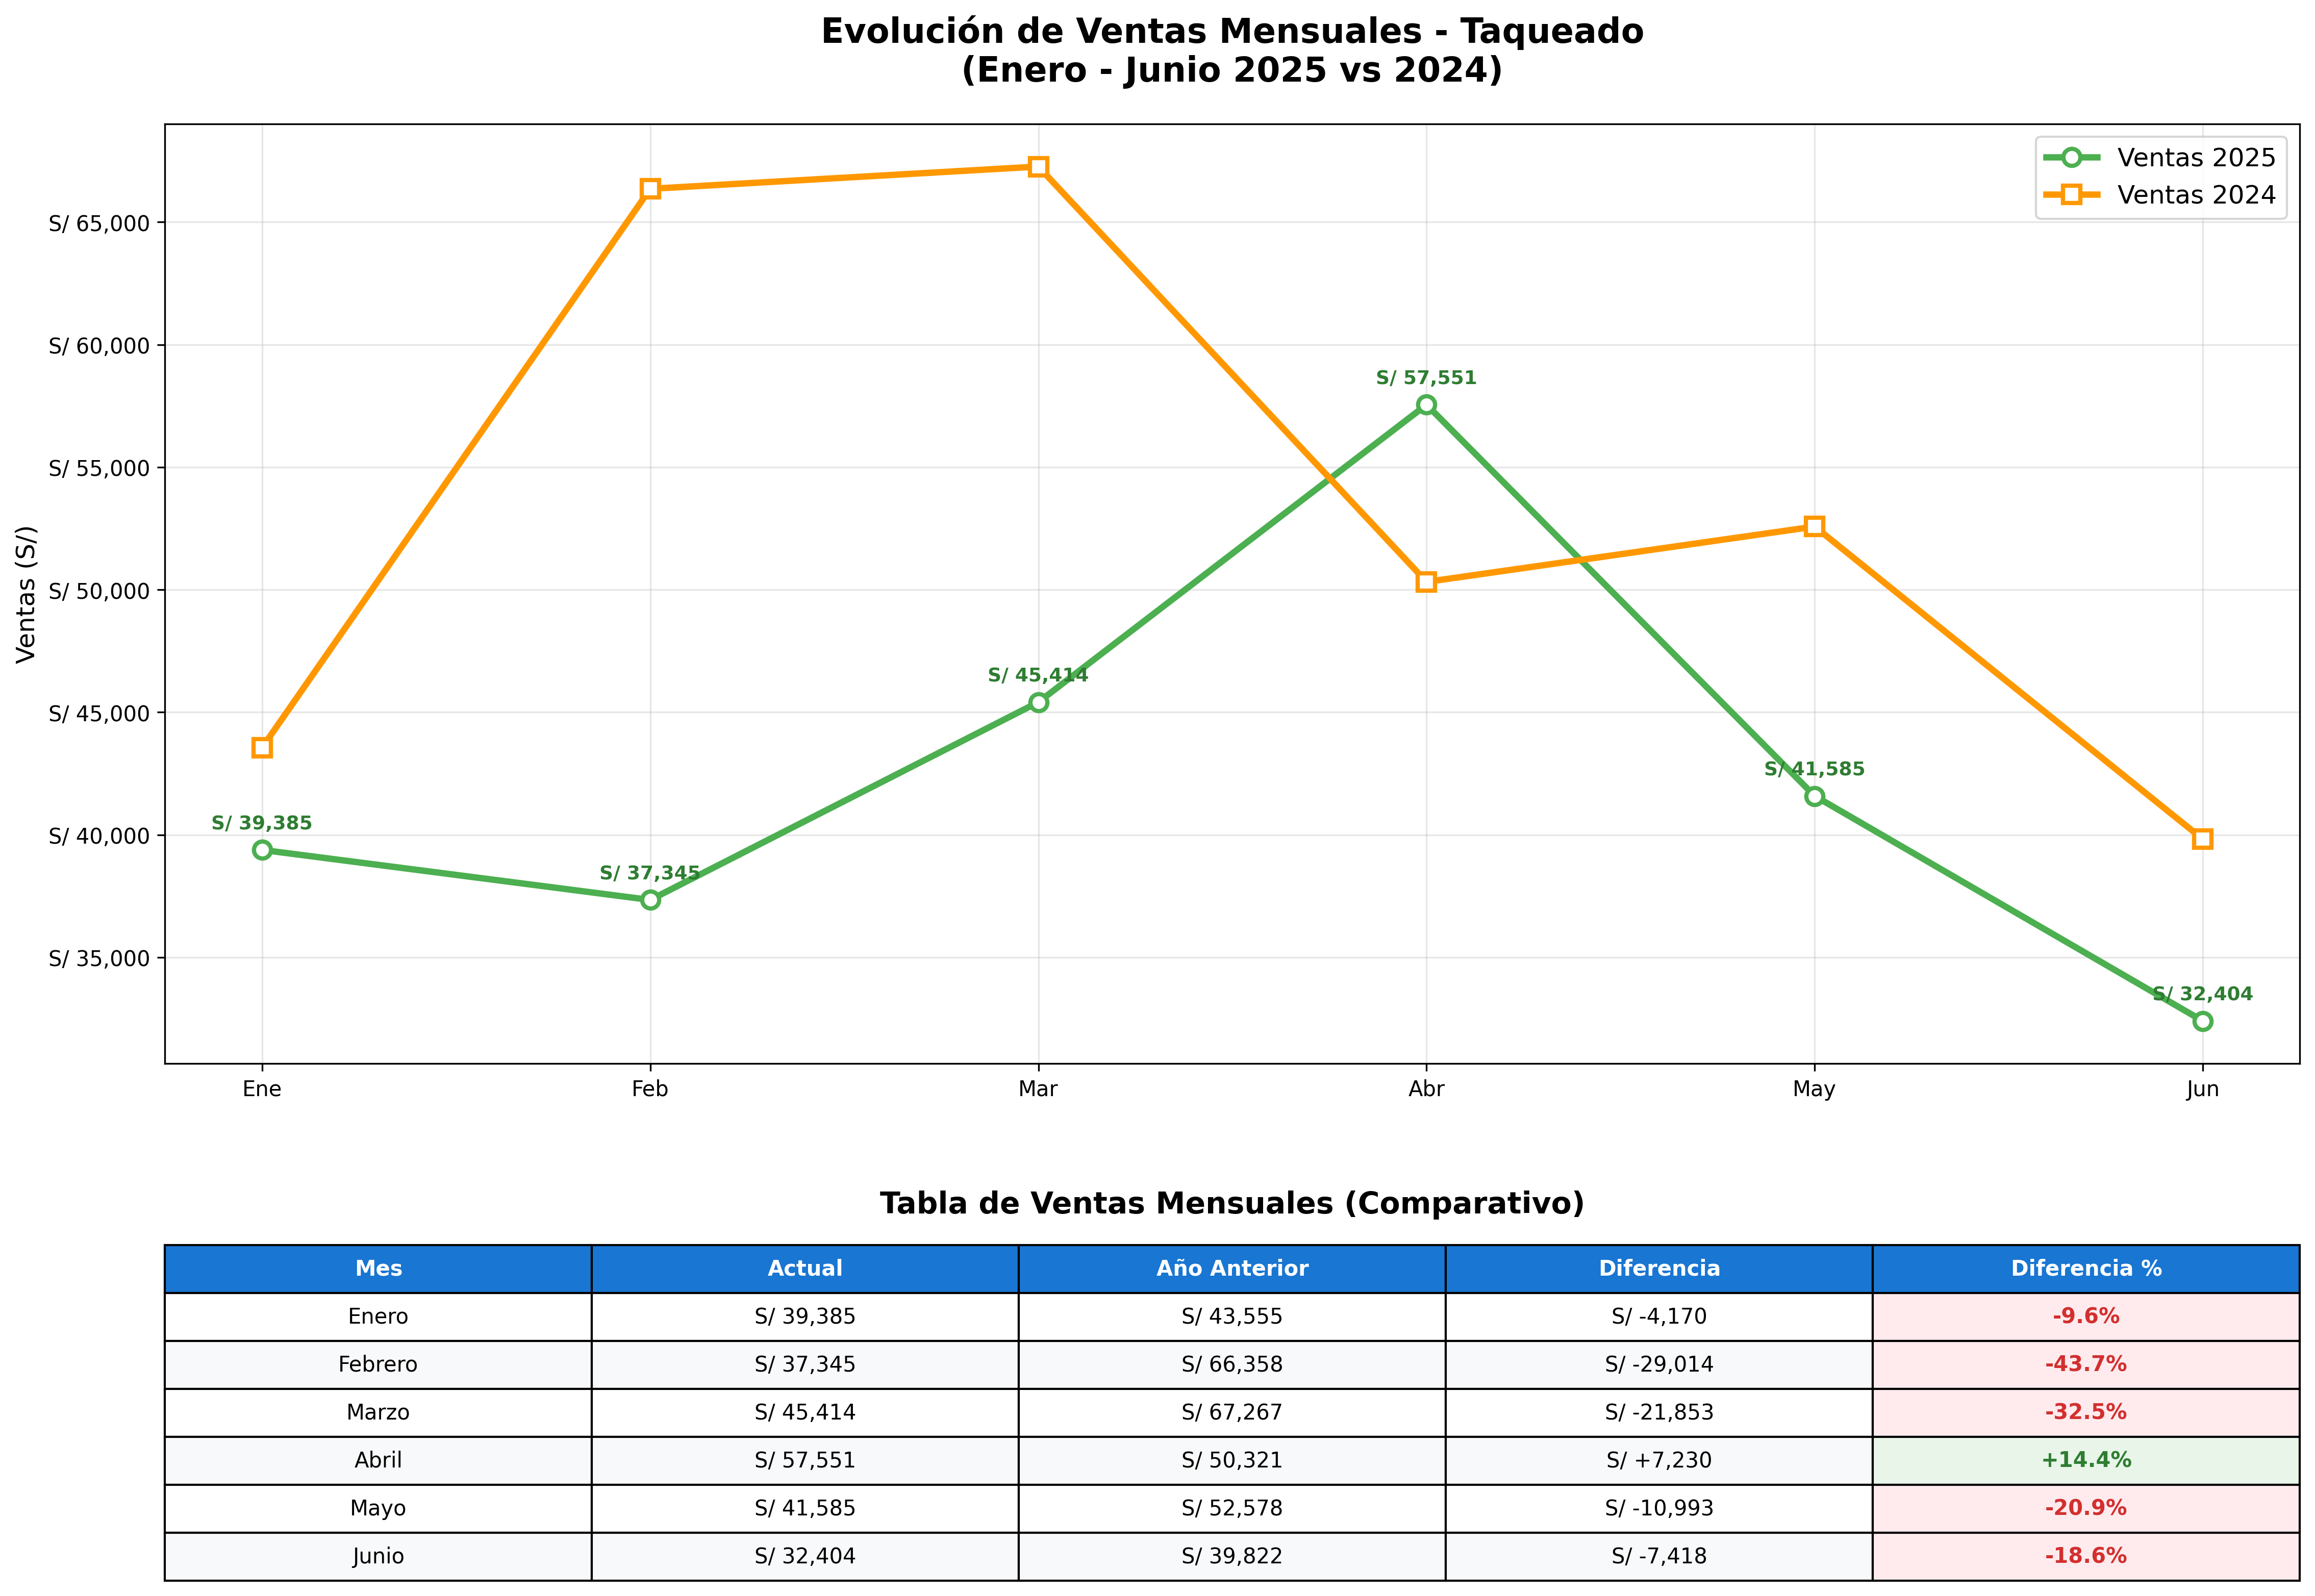 Evolución de Ventas Mensuales - Taqueado
(Enero - Junio 2025 vs 2024)
Ventas 2025
Ventas 2024
Ventas (S/)
S/ 65,000
S/ 60,000
S/ 55,000
S/ 50,000
S/ 45,000
S/ 40,000
S/ 35,000
S/ 39,385
S/ 37,345
S/ 45,414
S/ 57,551
S/ 41,585
S/ 32,404
Ene Feb Mar Abr May Jun
Tabla de Ventas Mensuales (Comparativo)
Mes Actual Año Anterior Diferencia Diferencia %
Enero S/ 39,385 S/ 43,555 S/ -4,170 -9.6%
Febrero S/ 37,345 S/ 66,358 S/ -29,014 -43.7%
Marzo S/ 45,414 S/ 67,267 S/ -21,853 -32.5%
Abril S/ 57,551 S/ 50,321 S/ +7,230 +14.4%
Mayo S/ 41,585 S/ 52,578 S/ -10,993 -20.9%
Junio S/ 32,404 S/ 39,822 S/ -7,418 -18.6%